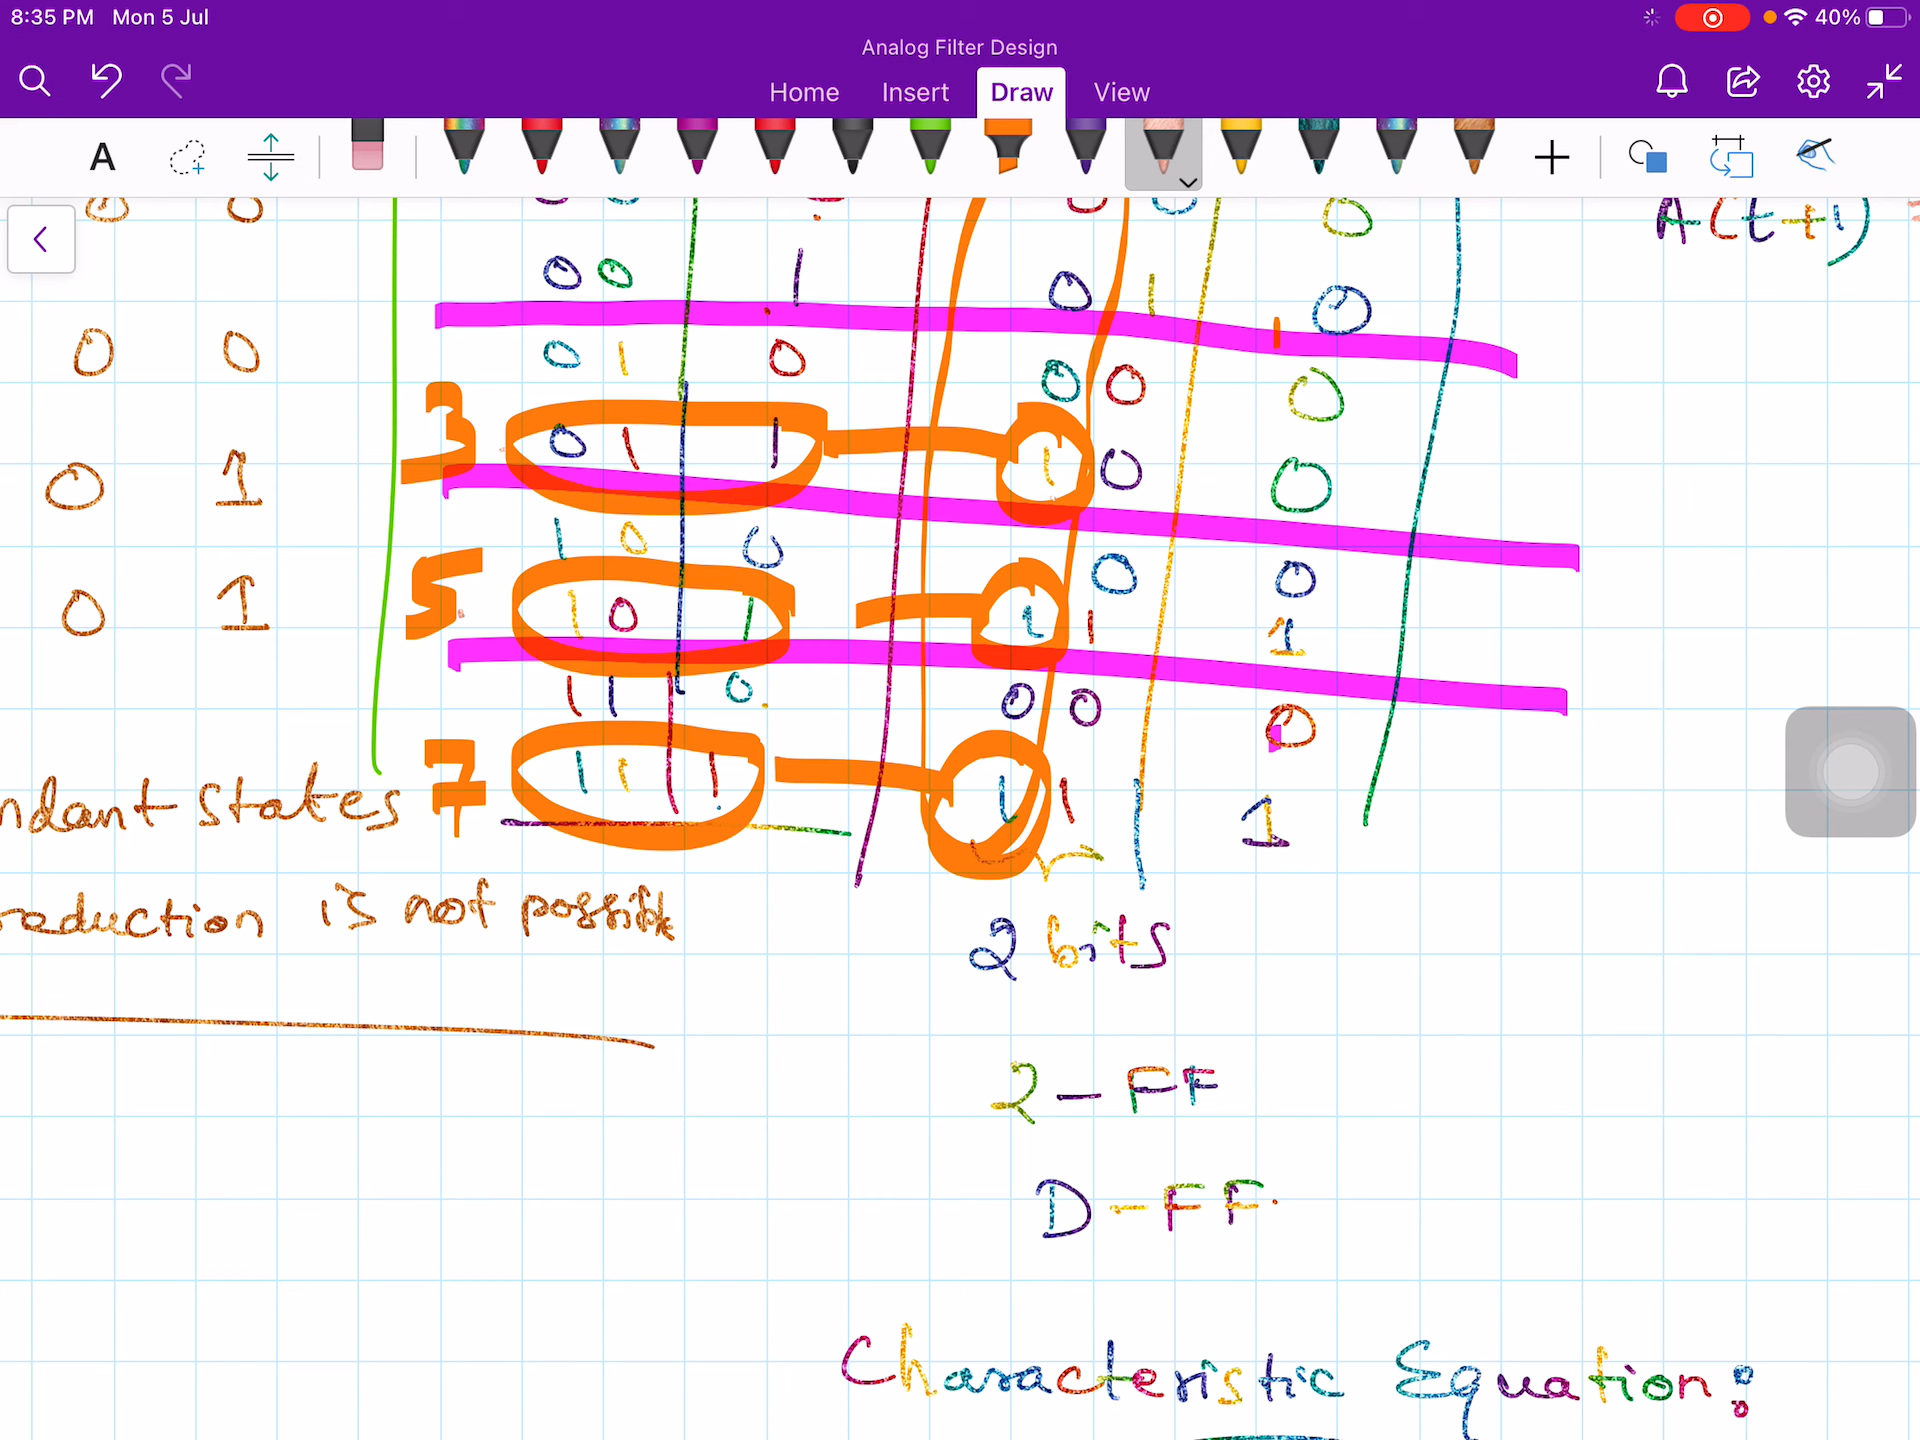 8:35 PM Mon 5 Jul
40%
Analog Filter Design
Home Insert Draw View
A
0 0 A(t+1)
0 0 1 0 1 0
0 0 0 1 0 0 0 0
0 1 3 0 1 1 1 0 0
1 0 0 0 0
0 1 5 1 0 1 1 1 1
1 1 0 0 0 0
7 1 1 1 1 1 1
ndant states
reduction is not possible
2 bits
2 - FF
D - FF.
Characteristic Equation: